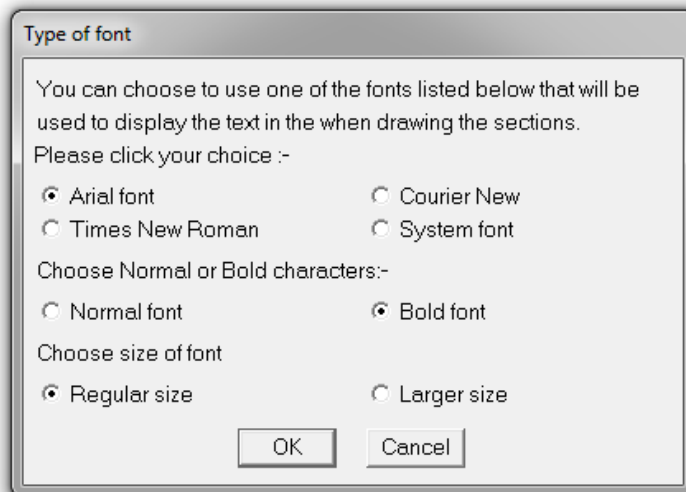 Type of font
You can choose to use one of the fonts listed below that will be
used to display the text in the when drawing the sections.
Please click your choice :-
Arial font Courier New
Times New Roman System font
Choose Normal or Bold characters:-
Normal font Bold font
Choose size of font
Regular size Larger size
OK Cancel